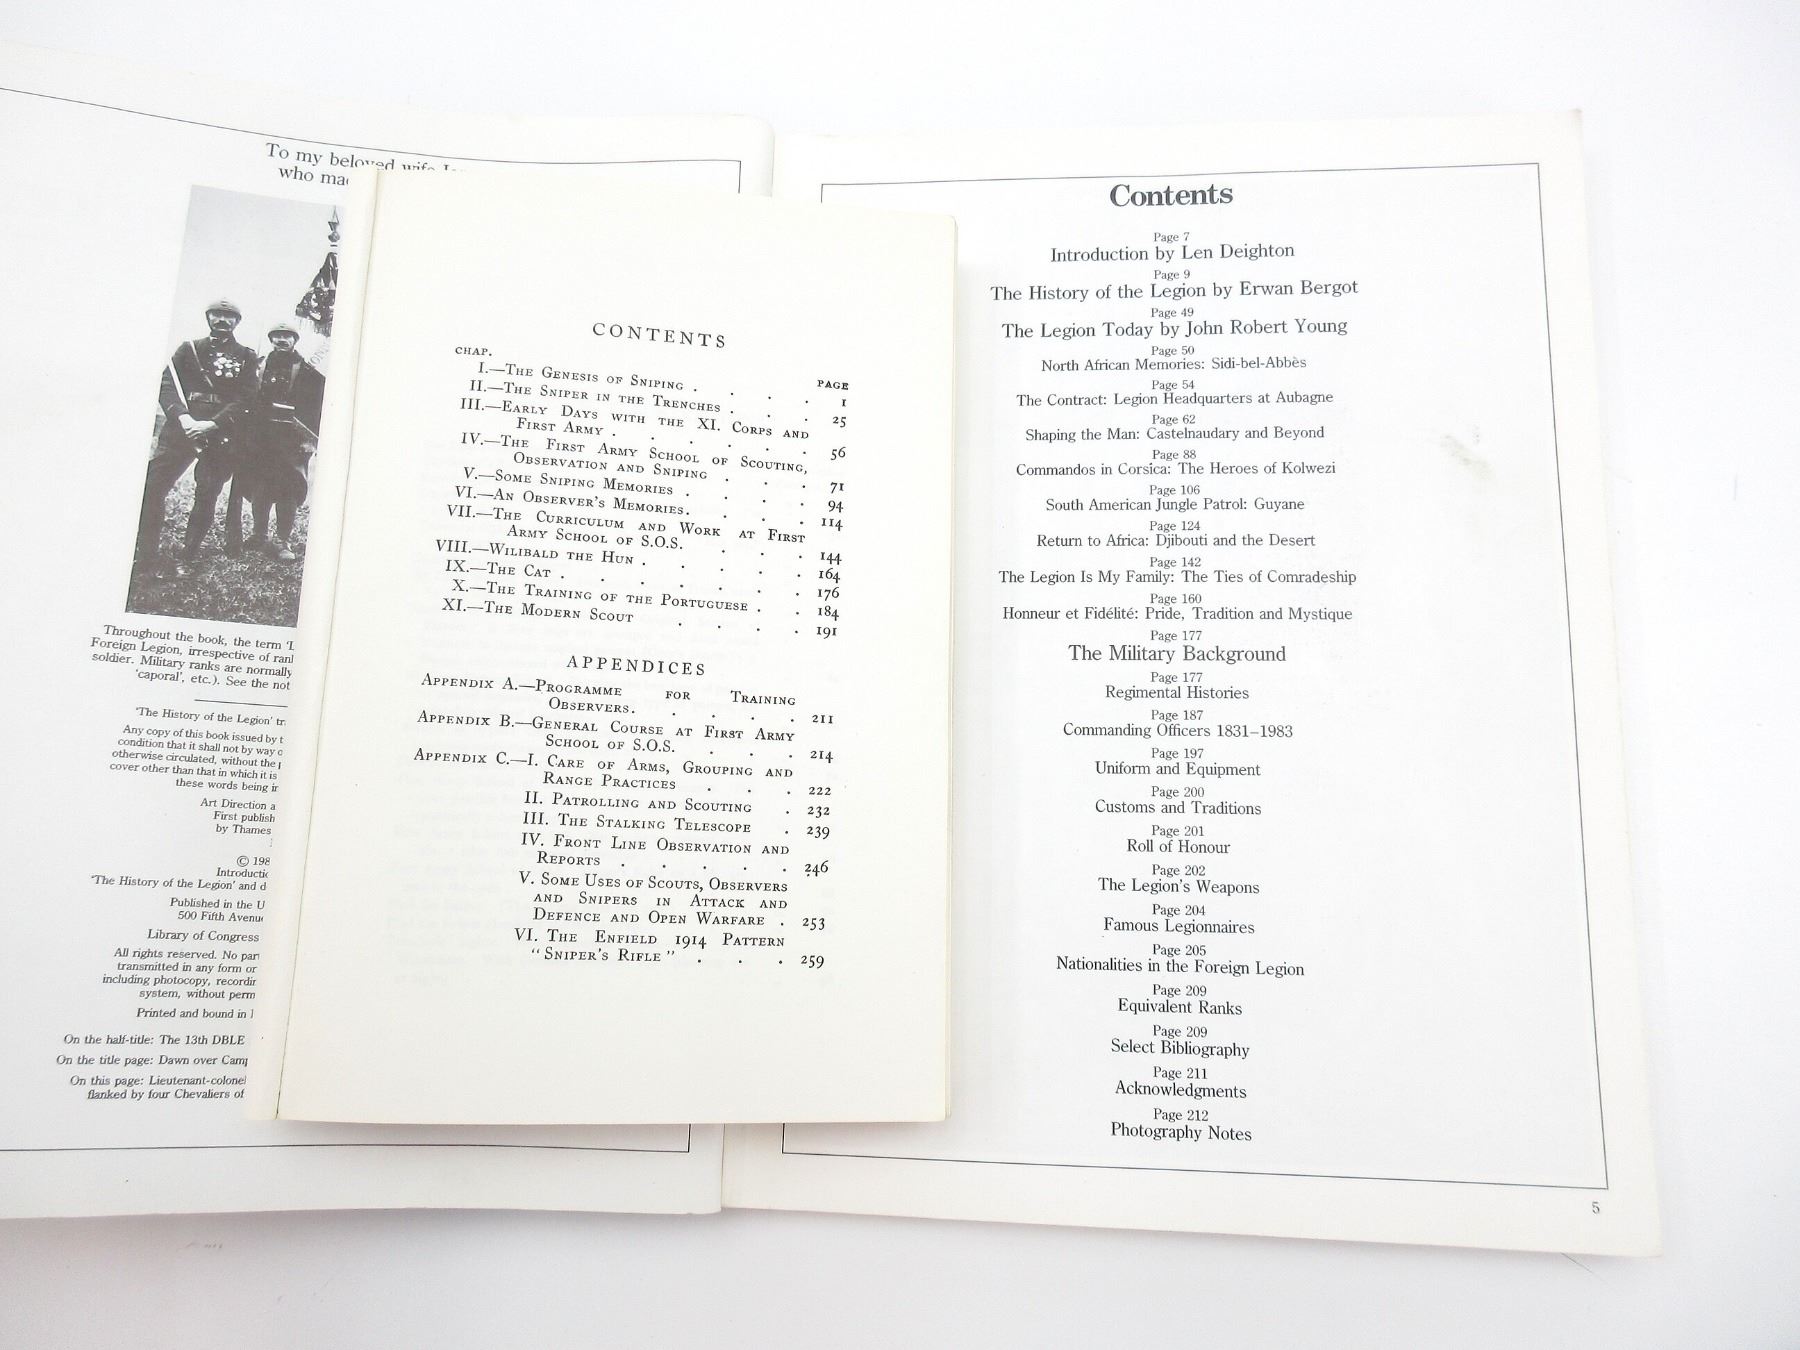 To my beloved wife
who
Throughout the book, the term
Foreign Legion, irrespective of
soldier. Military ranks are normally
'caporal', etc.). See the not
'The History of the Legion'
Any copy of this book issued by
condition that it shall not by way
otherwise circulated, without the
cover other than that in which it is
these words being
Art Direction
First
by Thames
©
'The History of the Legion' and
Published in the U
500 Fifth
Library of Congress
All rights reserved. No
transmitted in any form or
including photocopy,
system, without
Printed and bound in
On the half-title: The 13th DBLE
On the title page: Dawn over
On this page:
flanked by four Chevaliers of
CONTENTS
CHAP. PAGE
I.—The Genesis of Sniping . . . . 1
II.—The Sniper in the Trenches . . . 25
III.—Early Days with the XI. Corps and
First Army . . . . . . 56
IV.—The First Army School of Scouting,
Observation and Sniping . . . 71
V.—Some Sniping Memories . . . . 94
VI.—An Observer's Memories. . . . 114
VII.—The Curriculum and Work at First
Army School of S.O.S. . . . 144
VIII.—Wilibald the Hun . . . . . 164
IX.—The Cat . . . . . . . 176
X.—The Training of the Portuguese . . 184
XI.—The Modern Scout . . . . 191
APPENDICES
Appendix A.—Programme for Training
Observers. . . . . 211
Appendix B.—General Course at First Army
School of S.O.S. . . . 214
Appendix C.—I. Care of Arms, Grouping and
Range Practices . . . 222
II. Patrolling and Scouting . 232
III. The Stalking Telescope . 239
IV. Front Line Observation and
Reports . . . . . 246
V. Some Uses of Scouts, Observers
and Snipers in Attack and
Defence and Open Warfare . 253
VI. The Enfield 1914 Pattern
"Sniper's Rifle" . . . 259
Contents
Page 7
Introduction by Len Deighton
Page 9
The History of the Legion by Erwan Bergot
Page 49
The Legion Today by John Robert Young
Page 50
North African Memories: Sidi-bel-Abbès
Page 54
The Contract: Legion Headquarters at Aubagne
Page 62
Shaping the Man: Castelnaudary and Beyond
Page 88
Commandos in Corsica: The Heroes of Kolwezi
Page 106
South American Jungle Patrol: Guyane
Page 124
Return to Africa: Djibouti and the Desert
Page 142
The Legion Is My Family: The Ties of Comradeship
Page 160
Honneur et Fidélité: Pride, Tradition and Mystique
Page 177
The Military Background
Page 177
Regimental Histories
Page 187
Commanding Officers 1831–1983
Page 197
Uniform and Equipment
Page 200
Customs and Traditions
Page 201
Roll of Honour
Page 202
The Legion's Weapons
Page 204
Famous Legionnaires
Page 205
Nationalities in the Foreign Legion
Page 209
Equivalent Ranks
Page 209
Select Bibliography
Page 211
Acknowledgments
Page 212
Photography Notes
5